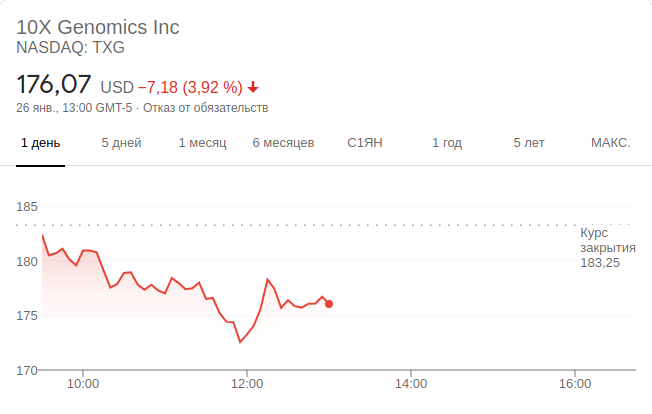 10X Genomics Inc
NASDAQ: TXG
176,07 USD −7,18 (3,92 %)
26 янв., 13:00 GMT-5 · Отказ от обязательств
1 день 5 дней 1 месяц 6 месяцев С1ЯН 1 год 5 лет МАКС.
185
Курс
закрытия
183,25
180
175
170
10:00 12:00 14:00 16:00